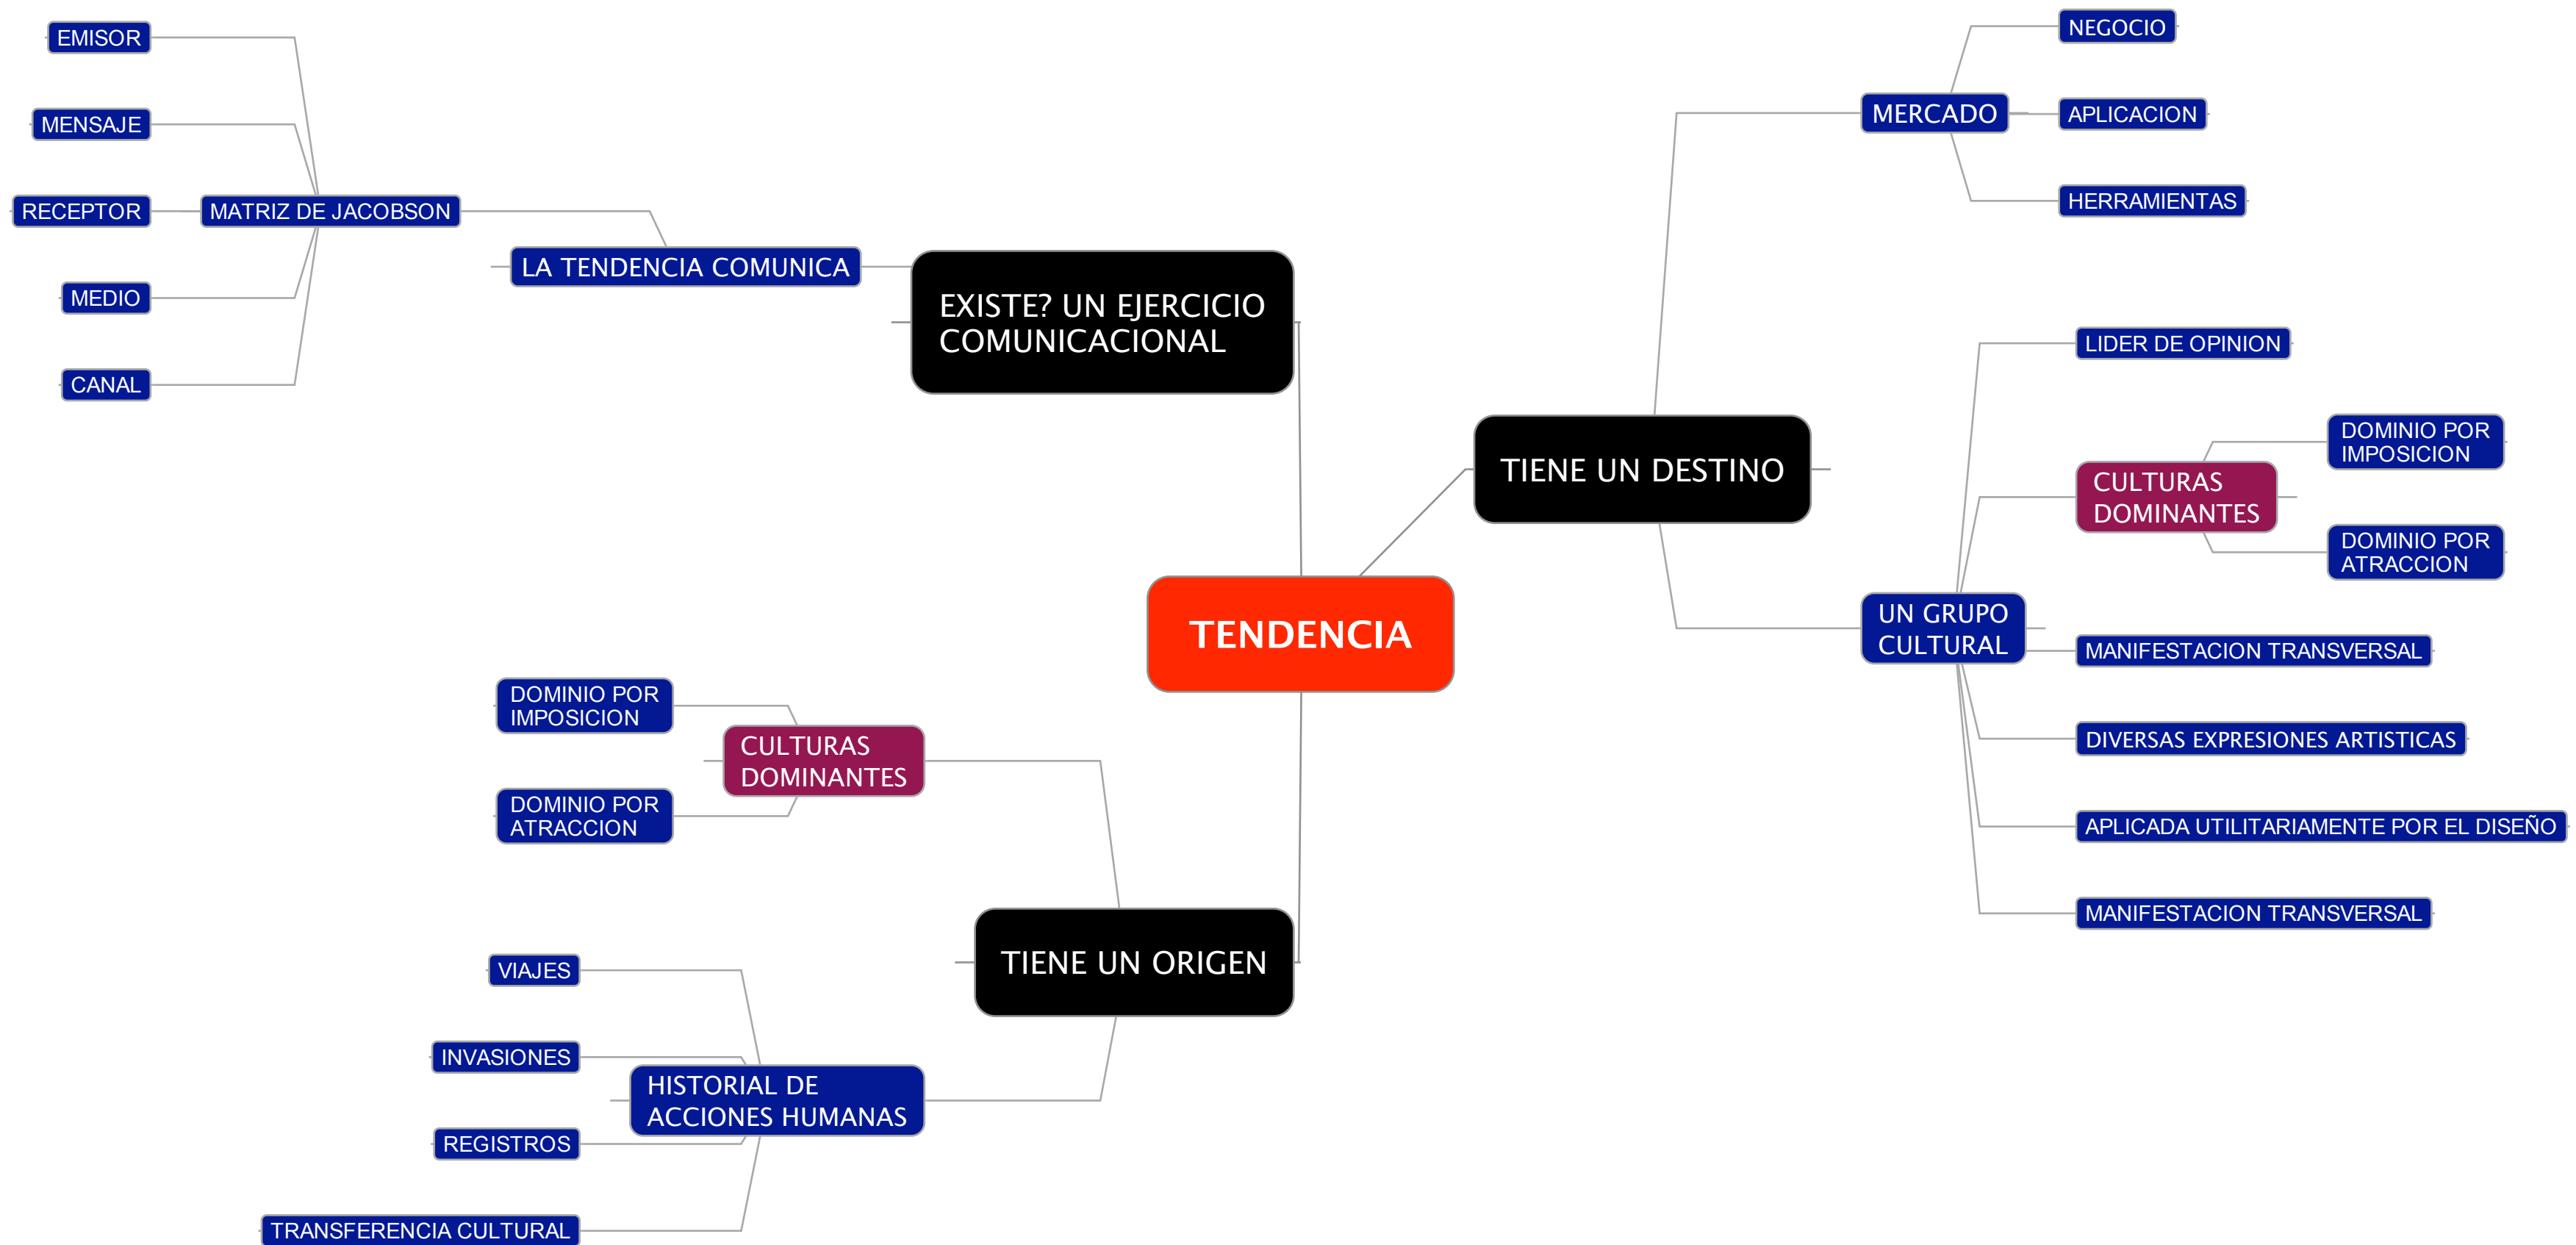 TENDENCIA
EXISTE? UN EJERCICIO
COMUNICACIONAL
LA TENDENCIA COMUNICA
MATRIZ DE JACOBSON
EMISOR
MENSAJE
RECEPTOR
MEDIO
CANAL
TIENE UN DESTINO
MERCADO
NEGOCIO
APLICACION
HERRAMIENTAS
UN GRUPO
CULTURAL
LIDER DE OPINION
CULTURAS
DOMINANTES
DOMINIO POR
IMPOSICION
DOMINIO POR
ATRACCION
MANIFESTACION TRANSVERSAL
DIVERSAS EXPRESIONES ARTISTICAS
APLICADA UTILITARIAMENTE POR EL DISEÑO
MANIFESTACION TRANSVERSAL
TIENE UN ORIGEN
CULTURAS
DOMINANTES
DOMINIO POR
IMPOSICION
DOMINIO POR
ATRACCION
HISTORIAL DE
ACCIONES HUMANAS
VIAJES
INVASIONES
REGISTROS
TRANSFERENCIA CULTURAL